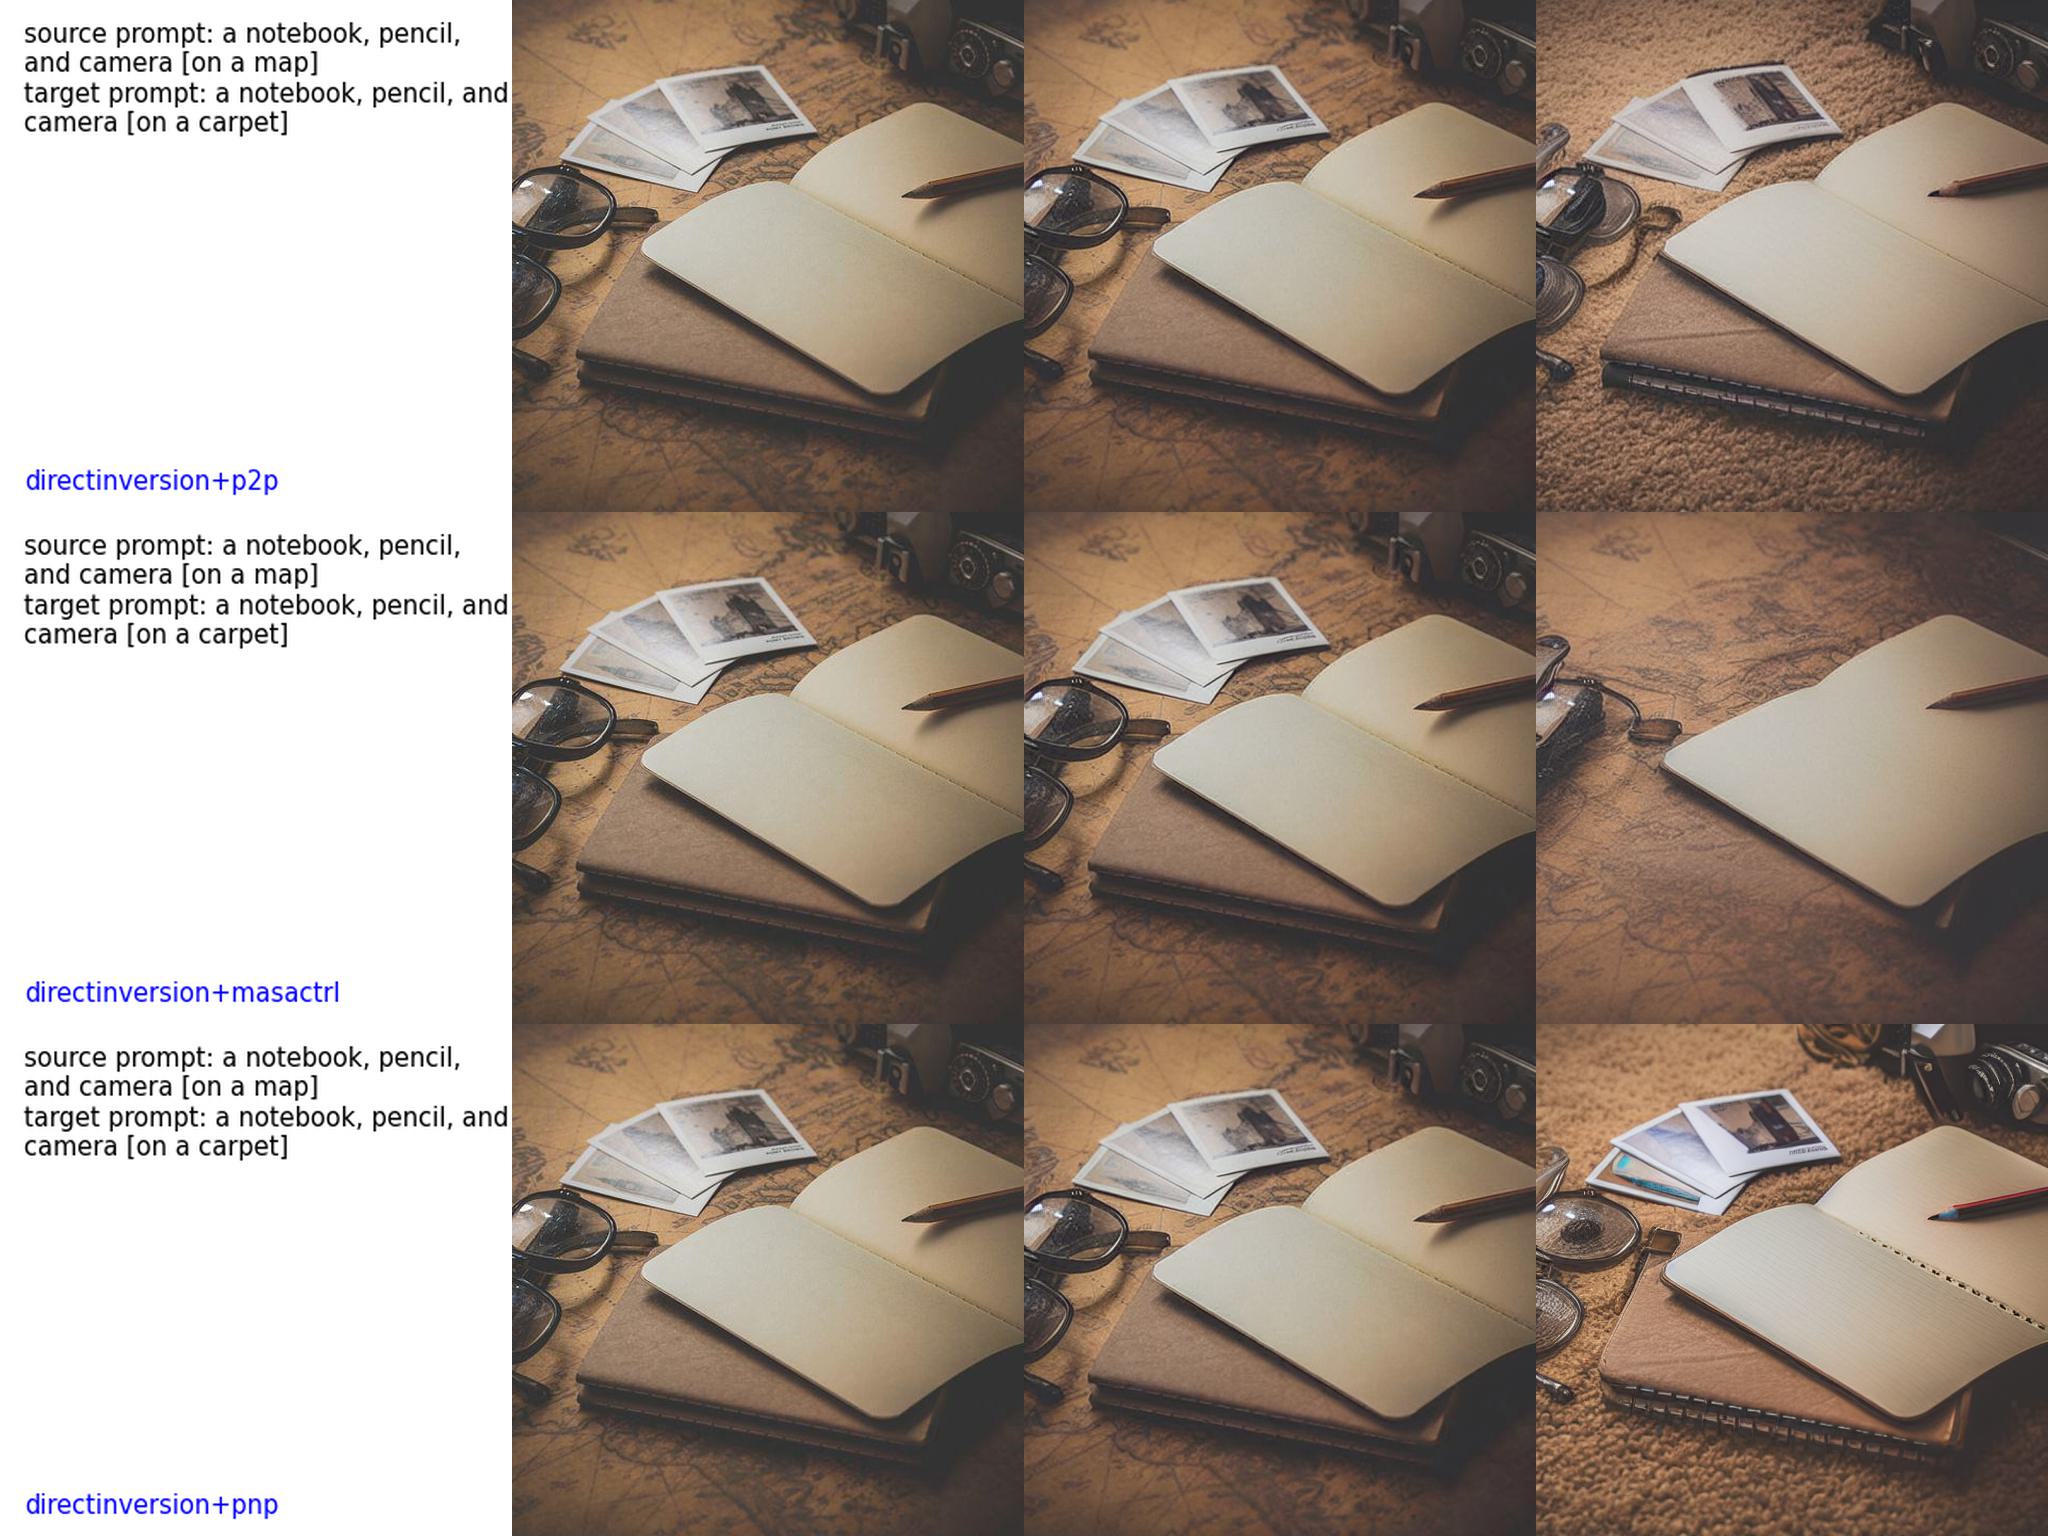 source prompt: a notebook, pencil,
and camera [on a map]
target prompt: a notebook, pencil, and
camera [on a carpet]
directinversion+p2p
source prompt: a notebook, pencil,
and camera [on a map]
target prompt: a notebook, pencil, and
camera [on a carpet]
directinversion+masactrl
source prompt: a notebook, pencil,
and camera [on a map]
target prompt: a notebook, pencil, and
camera [on a carpet]
directinversion+pnp